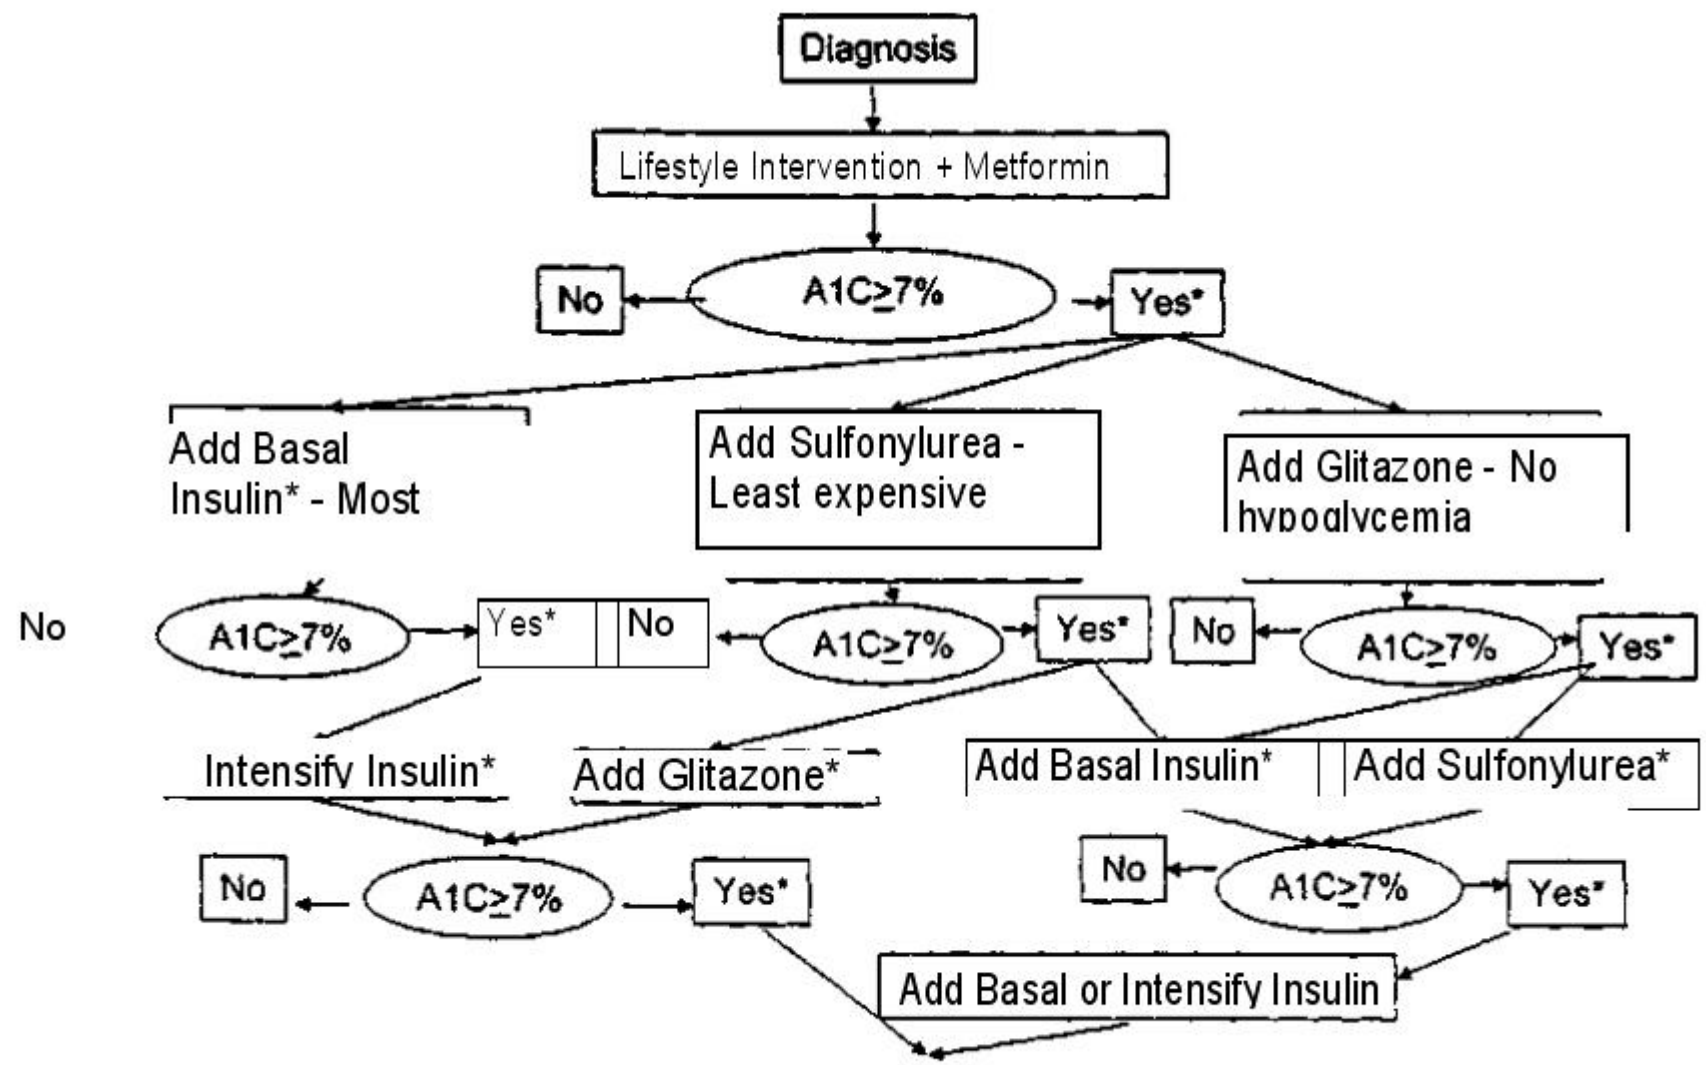 Diagnosis
Lifestyle Intervention + Metformin
No
A1C≥7%
Yes*
Add Basal
Insulin* - Most
Add Sulfonylurea -
Least expensive
Add Glitazone - No
hypoglycemia
No
A1C≥7%
Yes*
No
A1C≥7%
Yes*
No
A1C≥7%
Yes*
Intensify Insulin*
Add Glitazone*
Add Basal Insulin*
Add Sulfonylurea*
No
A1C≥7%
Yes*
No
A1C≥7%
Yes*
Add Basal or Intensify Insulin